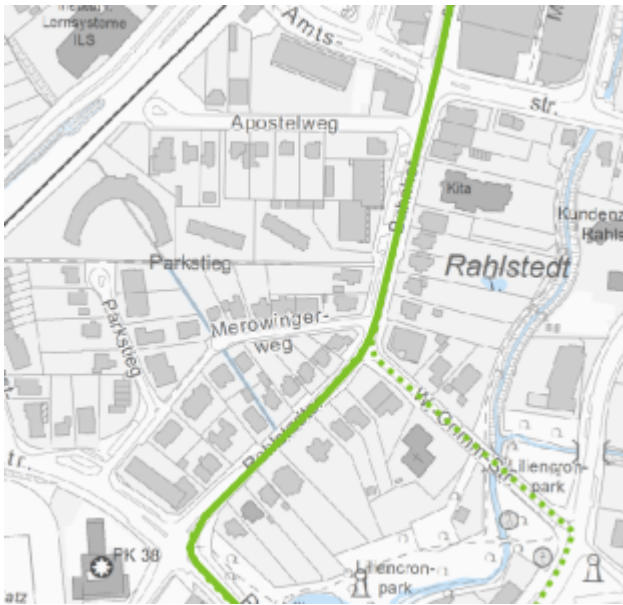 Lernsysteme
ILS
Amts-
str.
Apostelweg
Kita
Kundenz
Rahls
Rahlstedt
Parkstieg
Parkstieg
Merowinger-
weg
W.-Grimm-Str.
Liliencron-
park
tr.
PK 38
Liliencron-
park
atz